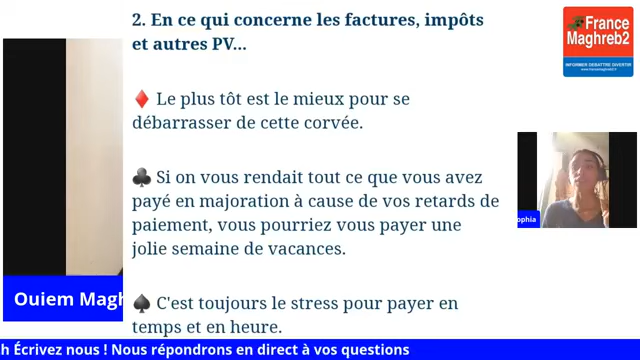 2. En ce qui concerne les factures, impôts
et autres PV...
Le plus tôt est le mieux pour se
débarrasser de cette corvée.
Si on vous rendait tout ce que vous avez
payé en majoration à cause de vos retards de
paiement, vous pourriez vous payer une
jolie semaine de vacances.
C'est toujours le stress pour payer en
temps et en heure.
France
Maghreb2
INFORMER DÉBATTRE DIVERTIR
www.francemaghreb2.fr
ophia
Ouiem Magh
h Écrivez nous ! Nous répondrons en direct à vos questions